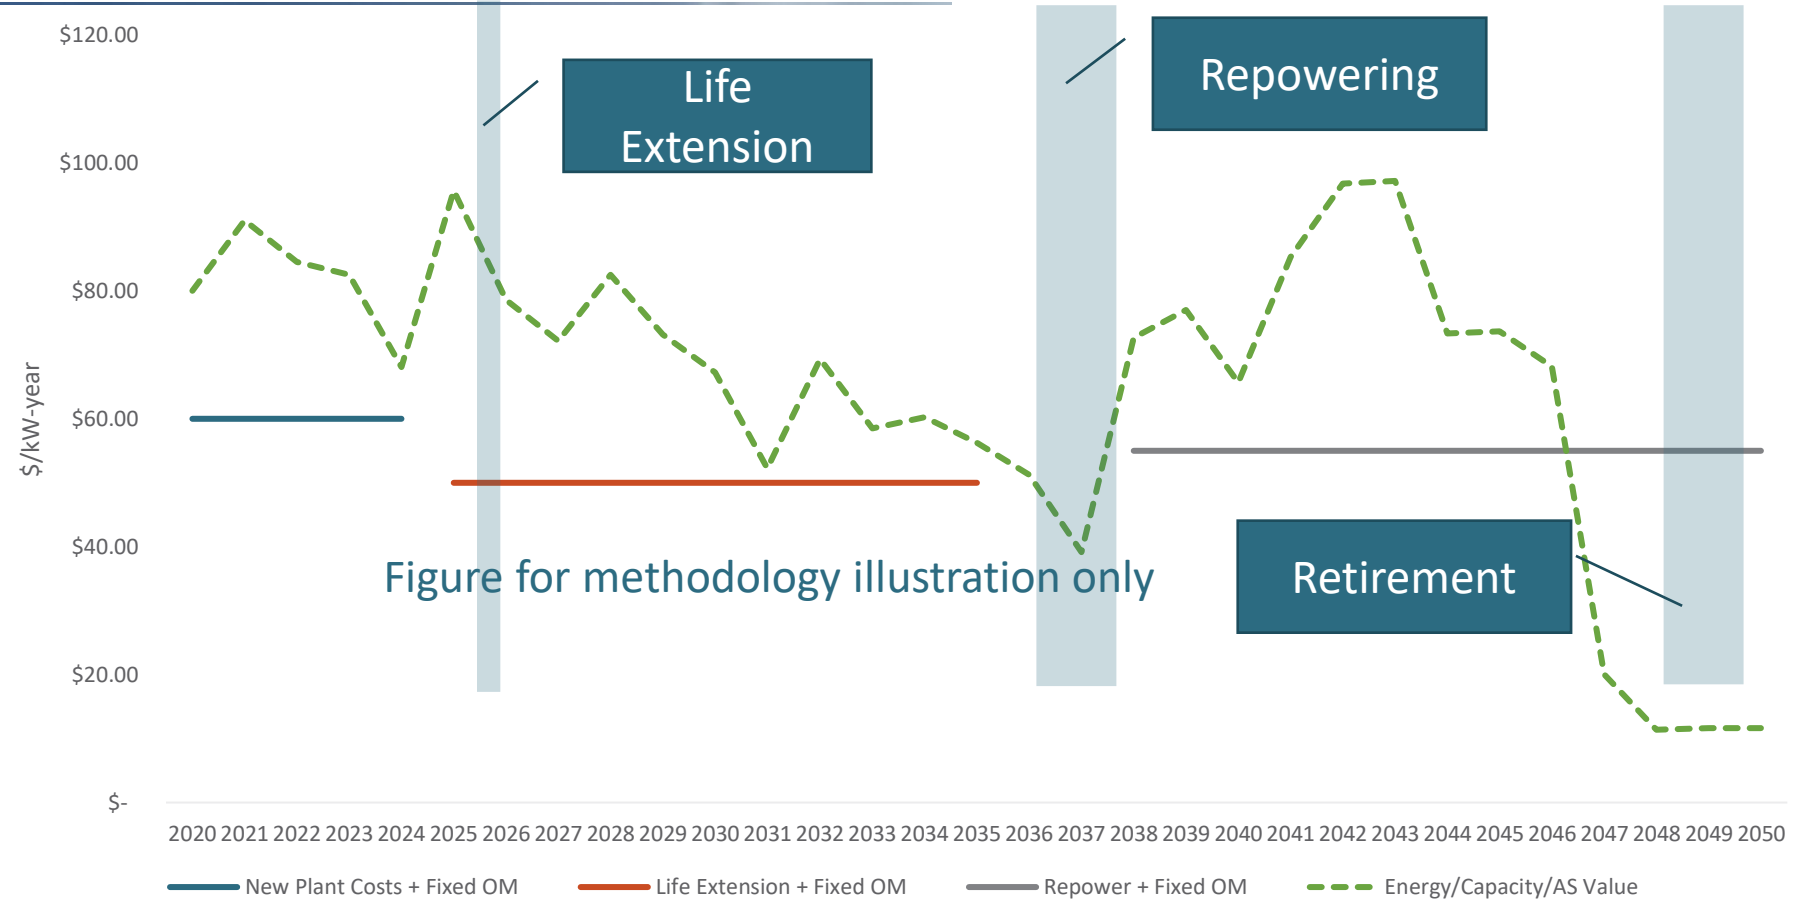 $120.00
$100.00
$80.00
$60.00
$40.00
$20.00
$-
$/kW-year
Life
Extension
Repowering
Figure for methodology illustration only
Retirement
2020 2021 2022 2023 2024 2025 2026 2027 2028 2029 2030 2031 2032 2033 2034 2035 2036 2037 2038 2039 2040 2041 2042 2043 2044 2045 2046 2047 2048 2049 2050
New Plant Costs + Fixed OM Life Extension + Fixed OM Repower + Fixed OM Energy/Capacity/AS Value